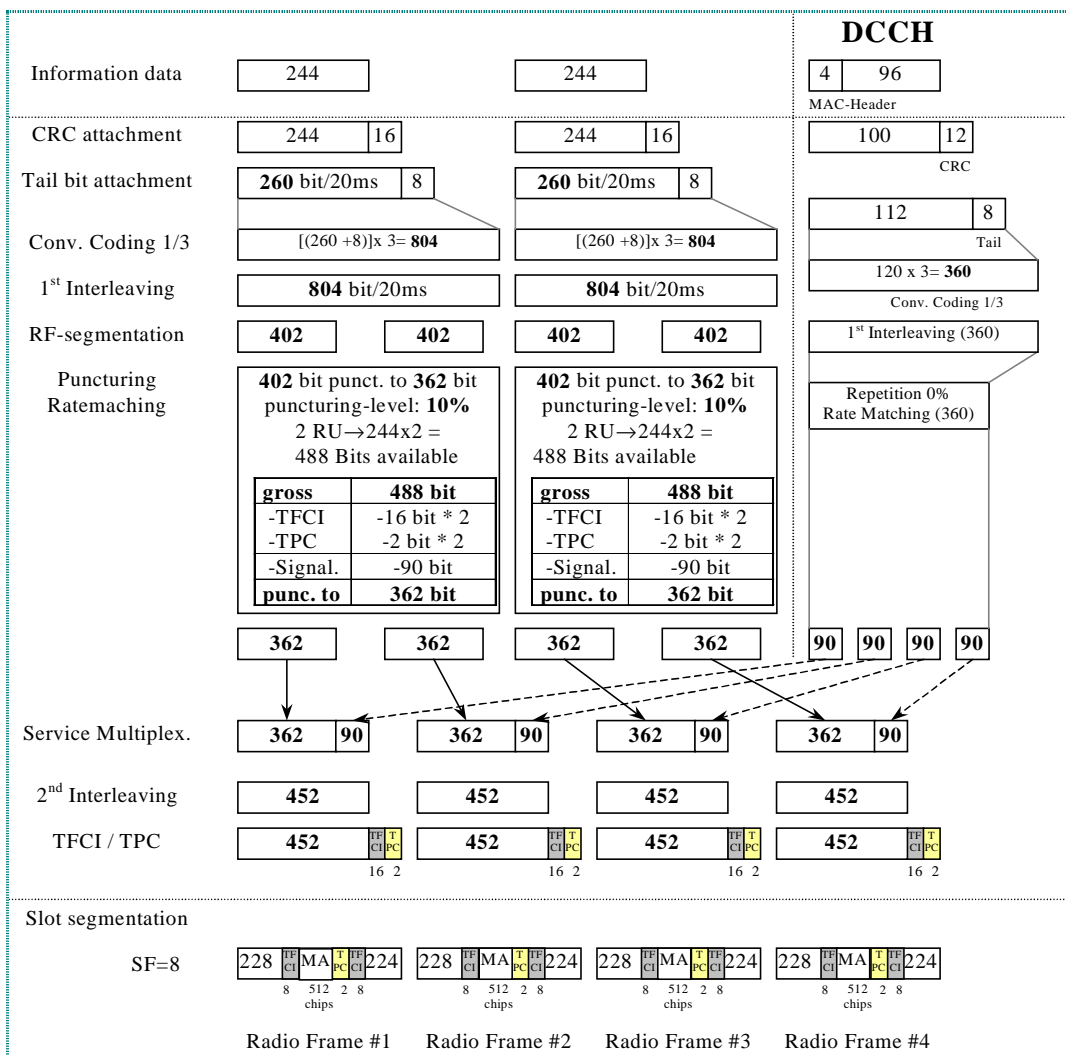 DCCH
Information data 244 244 4 96
MAC-Header
CRC attachment 244 16 244 16 100 12
CRC
Tail bit attachment 260 bit/20ms 8 260 bit/20ms 8
112 8
Tail
Conv. Coding 1/3 [(260 +8)]x 3= 804 [(260 +8)]x 3= 804
120 x 3= 360
Conv. Coding 1/3
1st Interleaving 804 bit/20ms 804 bit/20ms
RF-segmentation 402 402 402 402 1st Interleaving (360)
Puncturing
Ratemaching
402 bit punct. to 362 bit
puncturing-level: 10%
2 RU→244x2 =
488 Bits available
gross 488 bit
-TFCI -16 bit * 2
-TPC -2 bit * 2
-Signal. -90 bit
punc. to 362 bit
402 bit punct. to 362 bit
puncturing-level: 10%
2 RU→244x2 =
488 Bits available
gross 488 bit
-TFCI -16 bit * 2
-TPC -2 bit * 2
-Signal. -90 bit
punc. to 362 bit
Repetition 0%
Rate Matching (360)
362 362 362 362 90 90 90 90
Service Multiplex. 362 90 362 90 362 90 362 90
2nd Interleaving 452 452 452 452
TFCI / TPC 452 TF CI T PC 452 TF CI T PC 452 TF CI T PC 452 TF CI T PC
16 2 16 2 16 2 16 2
Slot segmentation
SF=8 228 TF CI MA T PC TF CI 224 228 TF CI MA T PC TF CI 224 228 TF CI MA T PC TF CI 224 228 TF CI MA T PC TF CI 224
8 512 2 8 8 512 2 8 8 512 2 8 8 512 2 8
chips chips chips chips
Radio Frame #1 Radio Frame #2 Radio Frame #3 Radio Frame #4